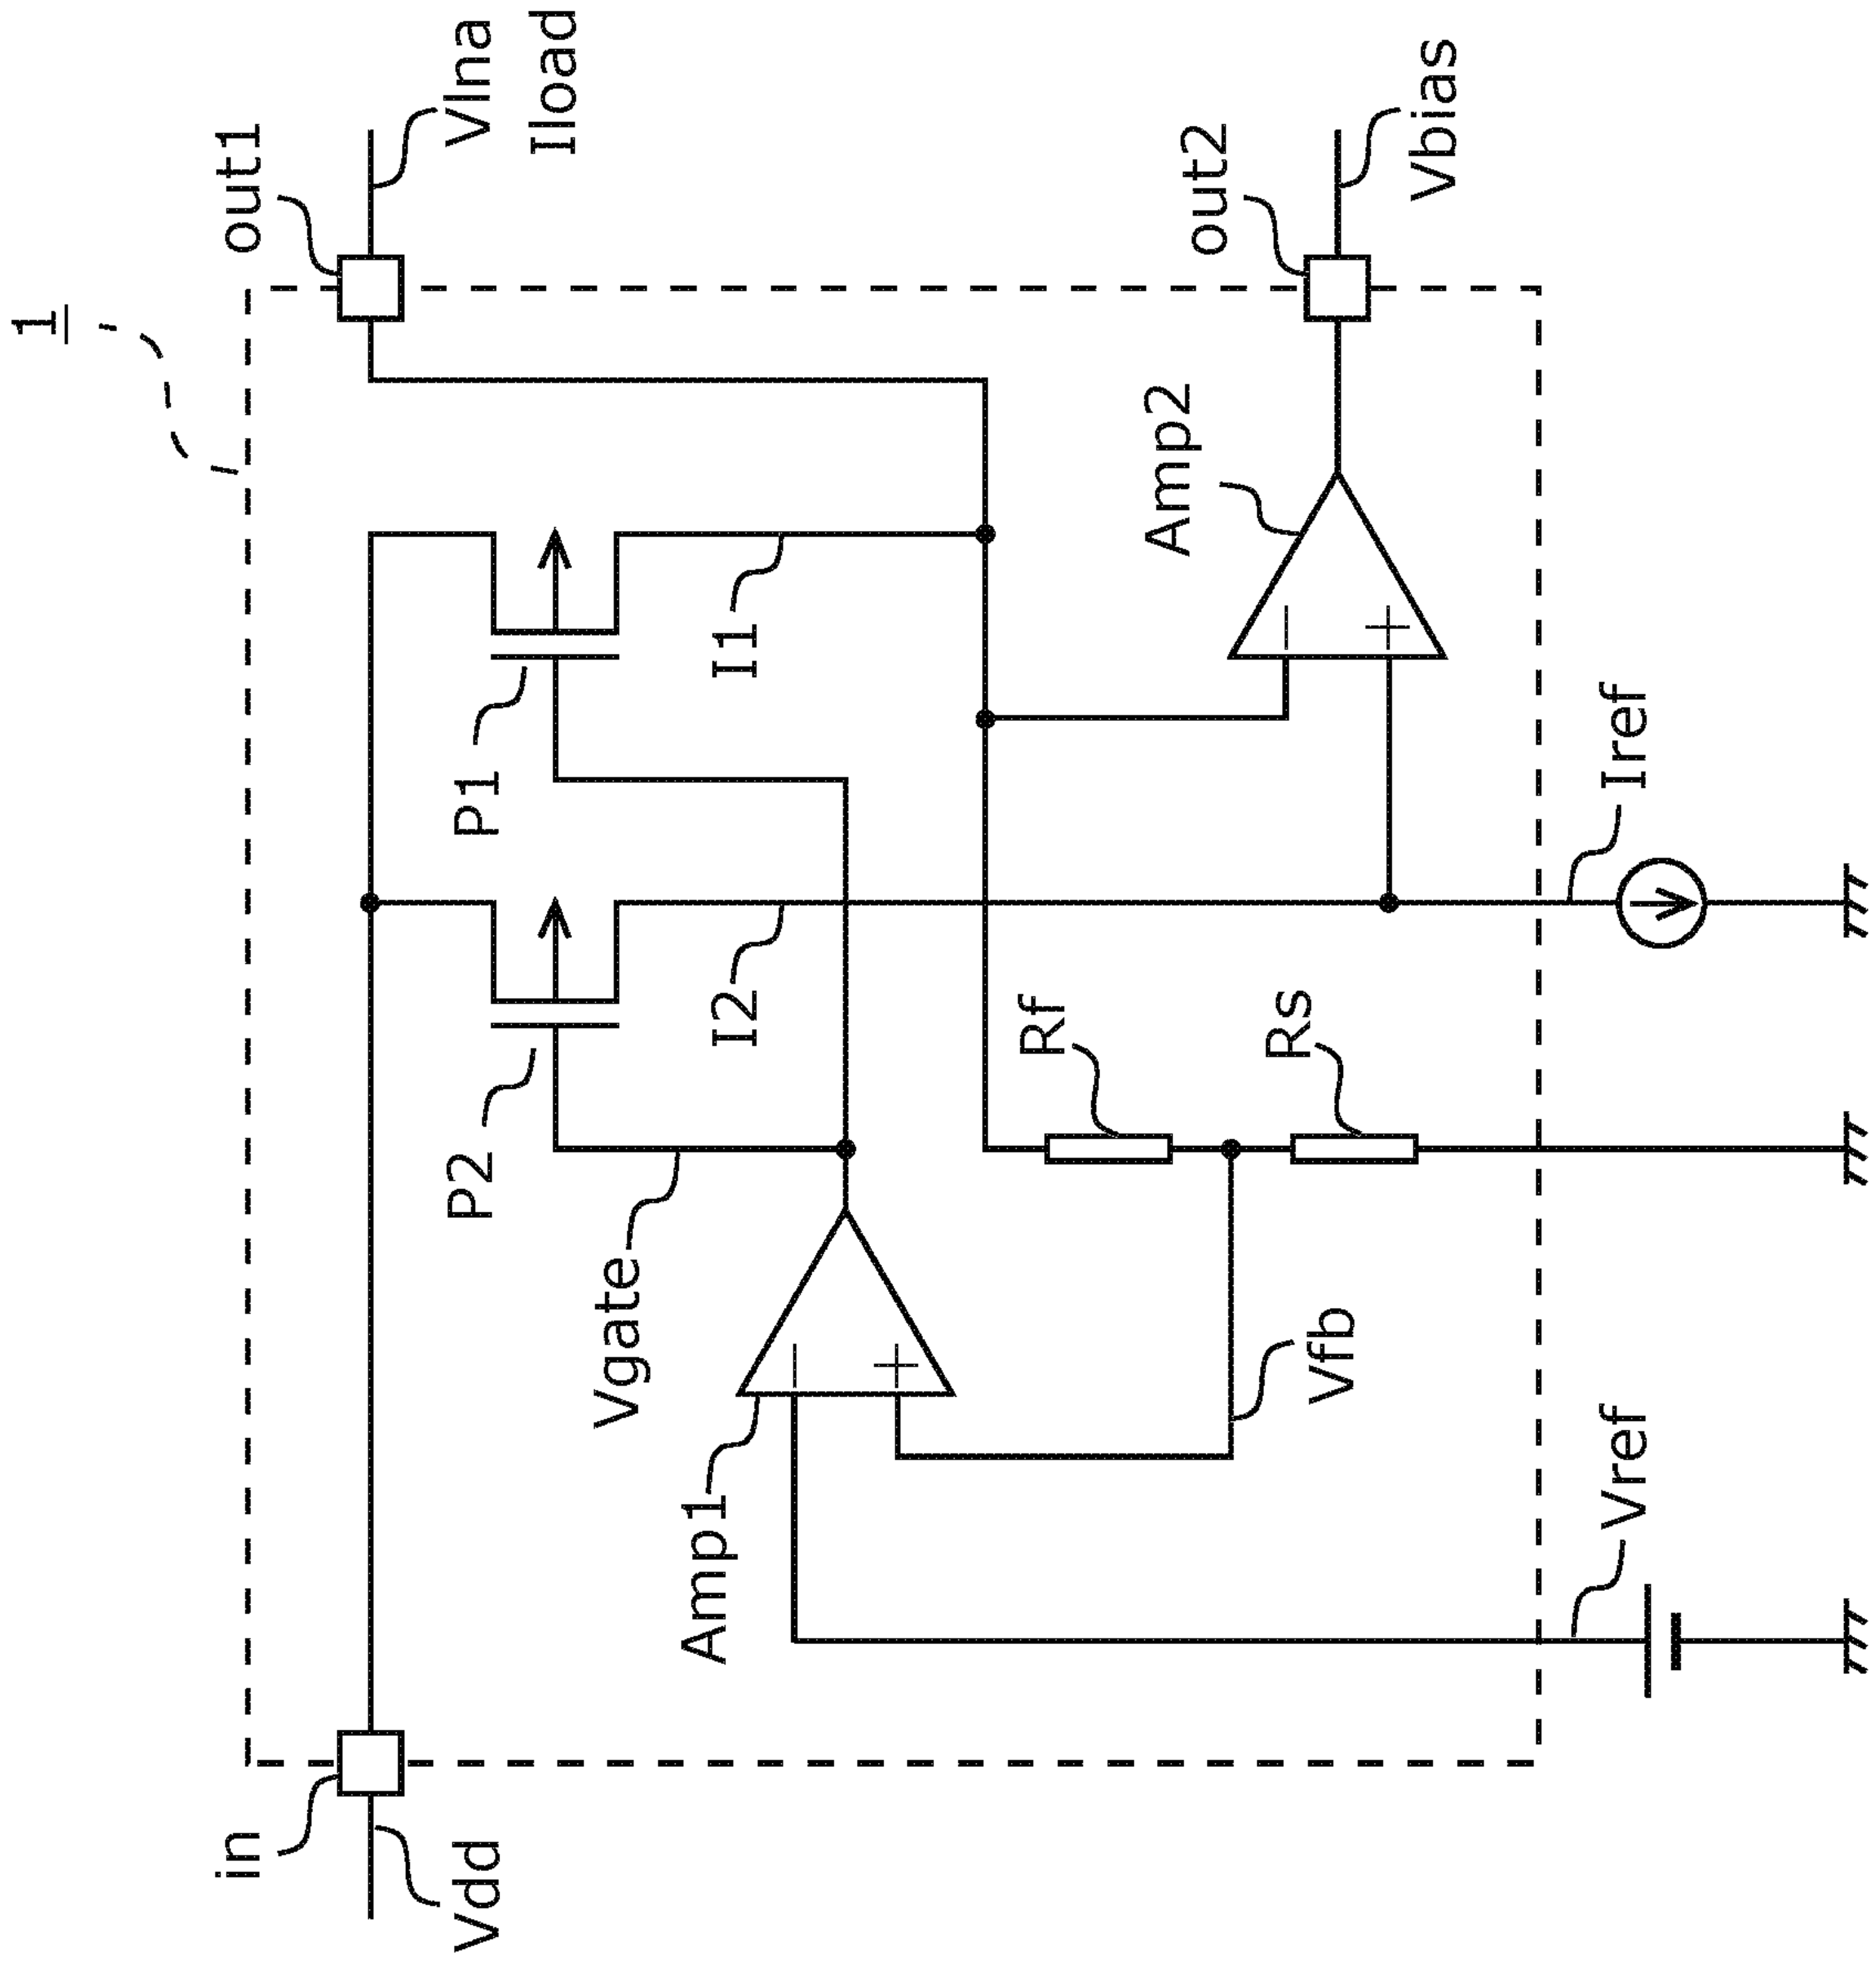 1
in
out1
Vdd
Vlna
Iload
P2
P1
Vgate
I2
I1
Amp1
Rf
Amp2
out2
Rs
Vfb
Vbias
Vref
Iref